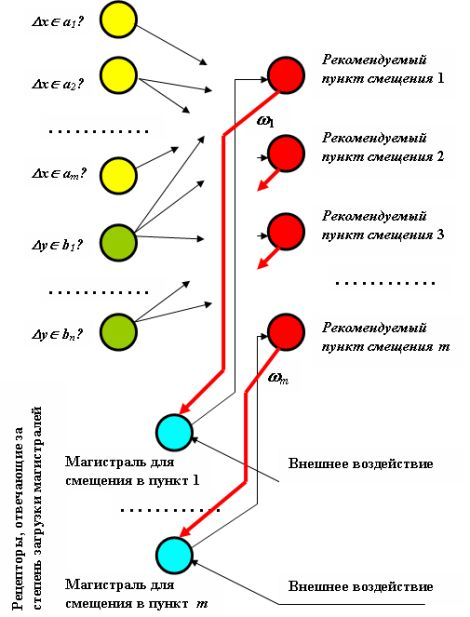 Δx ∈ a₁?
Рекомендуемый
пункт смещения 1
Δx ∈ a₂?
ω₁
Рекомендуемый
пункт смещения 2
Δx ∈ aₘ?
Рекомендуемый
пункт смещения 3
Δy ∈ b₁?
Δy ∈ bₙ?
Рекомендуемый
пункт смещения m
ωₘ
Рецепторы, отвечающие за
степень загрузки магистралей
Магистраль для
смещения в пункт 1
Внешнее воздействие
Магистраль для
смещения в пункт m
Внешнее воздействие